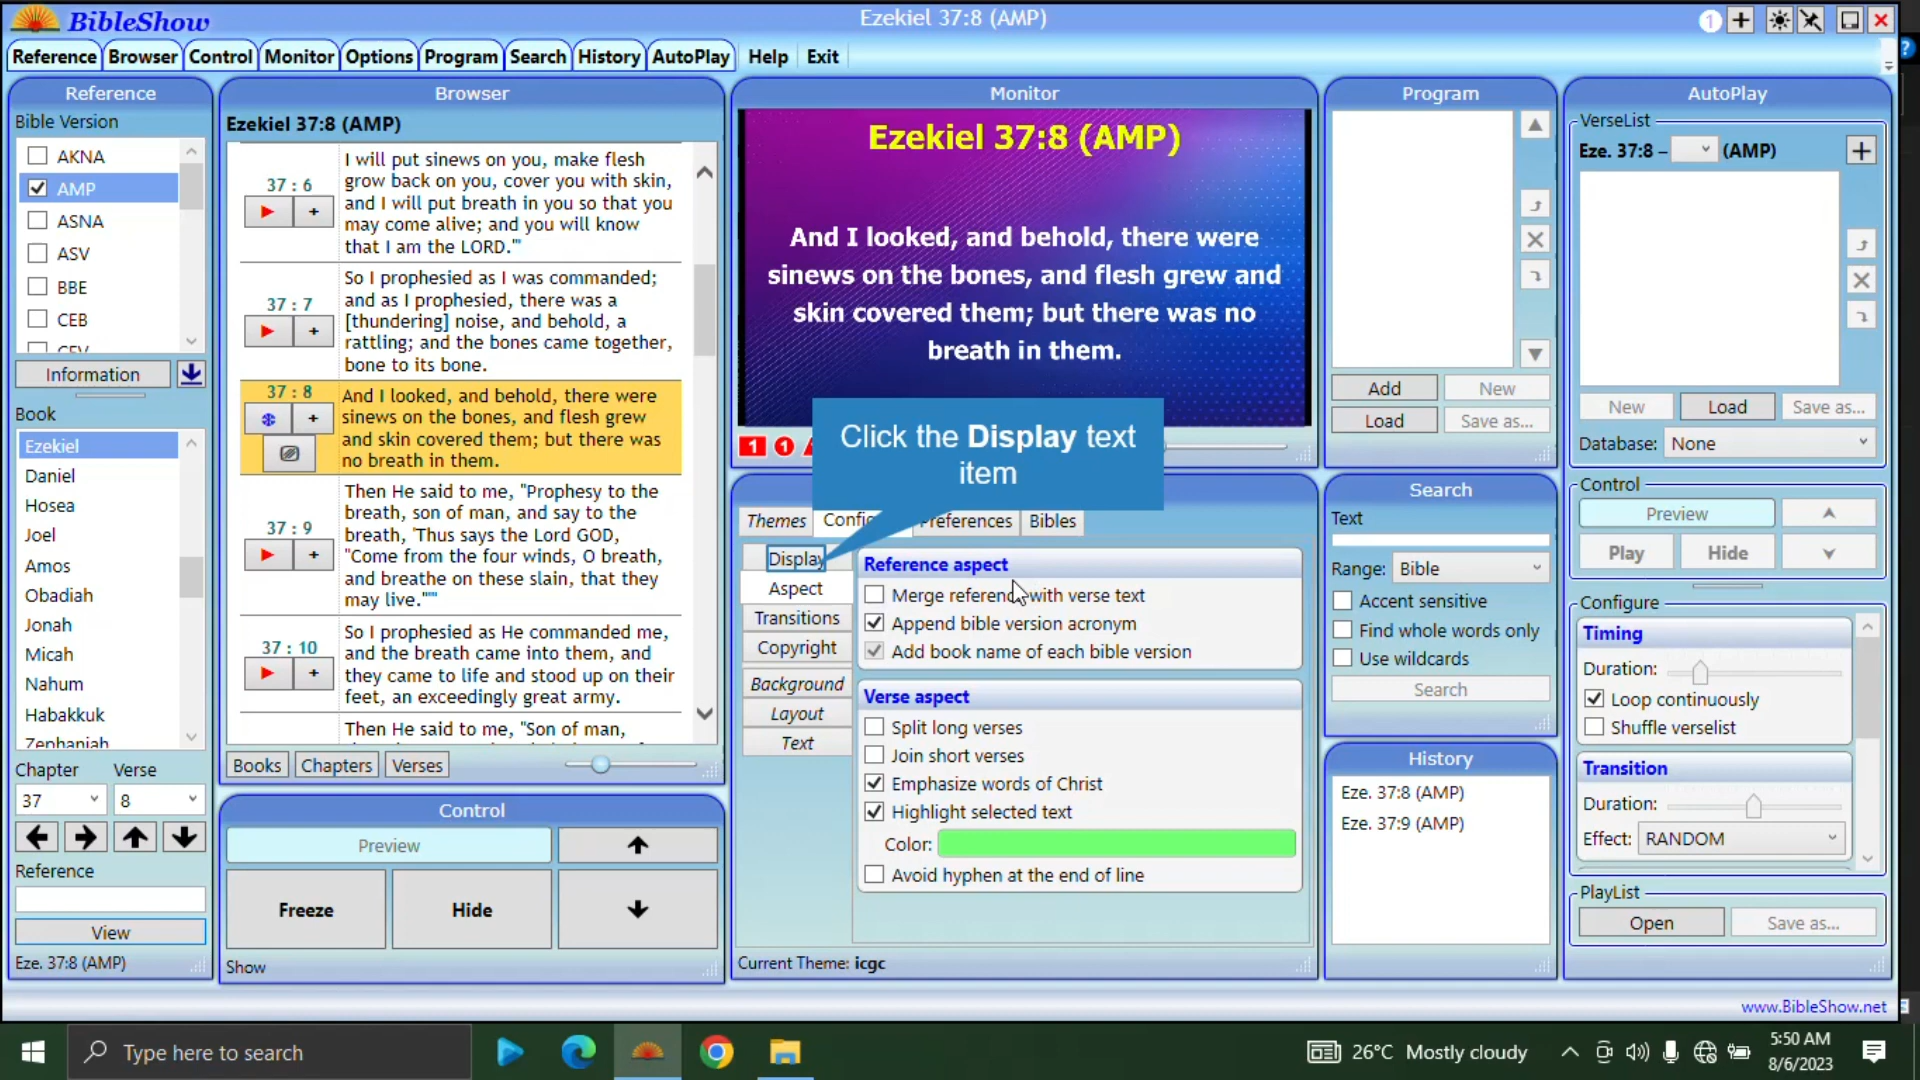 BibleShow
Ezekiel 37:8 (AMP)
1
Reference Browser Control Monitor Options Program Search History AutoPlay Help Exit
Reference
Bible Version
AKNA
AMP
ASNA
ASV
BBE
CEB
CEV
Information
Book
Ezekiel
Daniel
Hosea
Joel
Amos
Obadiah
Jonah
Micah
Nahum
Habakkuk
Zephaniah
Chapter Verse
37 8
Reference
View
Eze. 37:8 (AMP)
Browser
Ezekiel 37:8 (AMP)
37 : 6
I will put sinews on you, make flesh
grow back on you, cover you with skin,
and I will put breath in you so that you
may come alive; and you will know
that I am the LORD.'"
37 : 7
So I prophesied as I was commanded;
and as I prophesied, there was a
[thundering] noise, and behold, a
rattling; and the bones came together,
bone to its bone.
37 : 8
And I looked, and behold, there were
sinews on the bones, and flesh grew
and skin covered them; but there was
no breath in them.
37 : 9
Then He said to me, "Prophesy to the
breath, son of man, and say to the
breath, 'Thus says the Lord GOD,
"Come from the four winds, O breath,
and breathe on these slain, that they
may live."'"
37 : 10
So I prophesied as He commanded me,
and the breath came into them, and
they came to life and stood up on their
feet, an exceedingly great army.
Then He said to me, "Son of man,
Books Chapters Verses
Control
Preview
Freeze Hide
Show
Monitor
Ezekiel 37:8 (AMP)
And I looked, and behold, there were
sinews on the bones, and flesh grew and
skin covered them; but there was no
breath in them.
1 1
Click the Display text
item
Themes Preferences Bibles
Display
Aspect
Transitions
Copyright
Background
Layout
Text
Reference aspect
Merge reference with verse text
Append bible version acronym
Add book name of each bible version
Verse aspect
Split long verses
Join short verses
Emphasize words of Christ
Highlight selected text
Color:
Avoid hyphen at the end of line
Current Theme: icgc
Program
Add New
Load Save as...
Search
Text
Range: Bible
Accent sensitive
Find whole words only
Use wildcards
Search
History
Eze. 37:8 (AMP)
Eze. 37:9 (AMP)
AutoPlay
VerseList
Eze. 37:8 – (AMP)
New Load Save as...
Database: None
Control
Preview
Play Hide
Configure
Timing
Duration:
Loop continuously
Shuffle verselist
Transition
Duration:
Effect: RANDOM
PlayList
Open Save as...
www.BibleShow.net
Type here to search
26°C Mostly cloudy
5:50 AM
8/6/2023